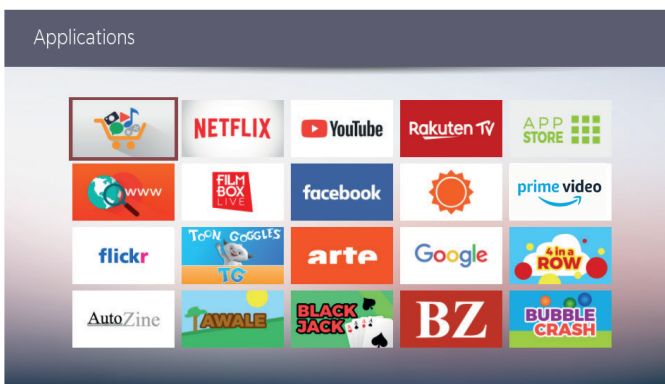 Applications
NETFLIX
YouTube
Rakuten TV
APP
STORE
www
FILM
BOX
LIVE
facebook
prime video
flickr
TOON GOGGLES
TG
arte
Google
4 in a
ROW
AutoZine
AWALE
BLACK
JACK
BZ
BUBBLE
CRASH